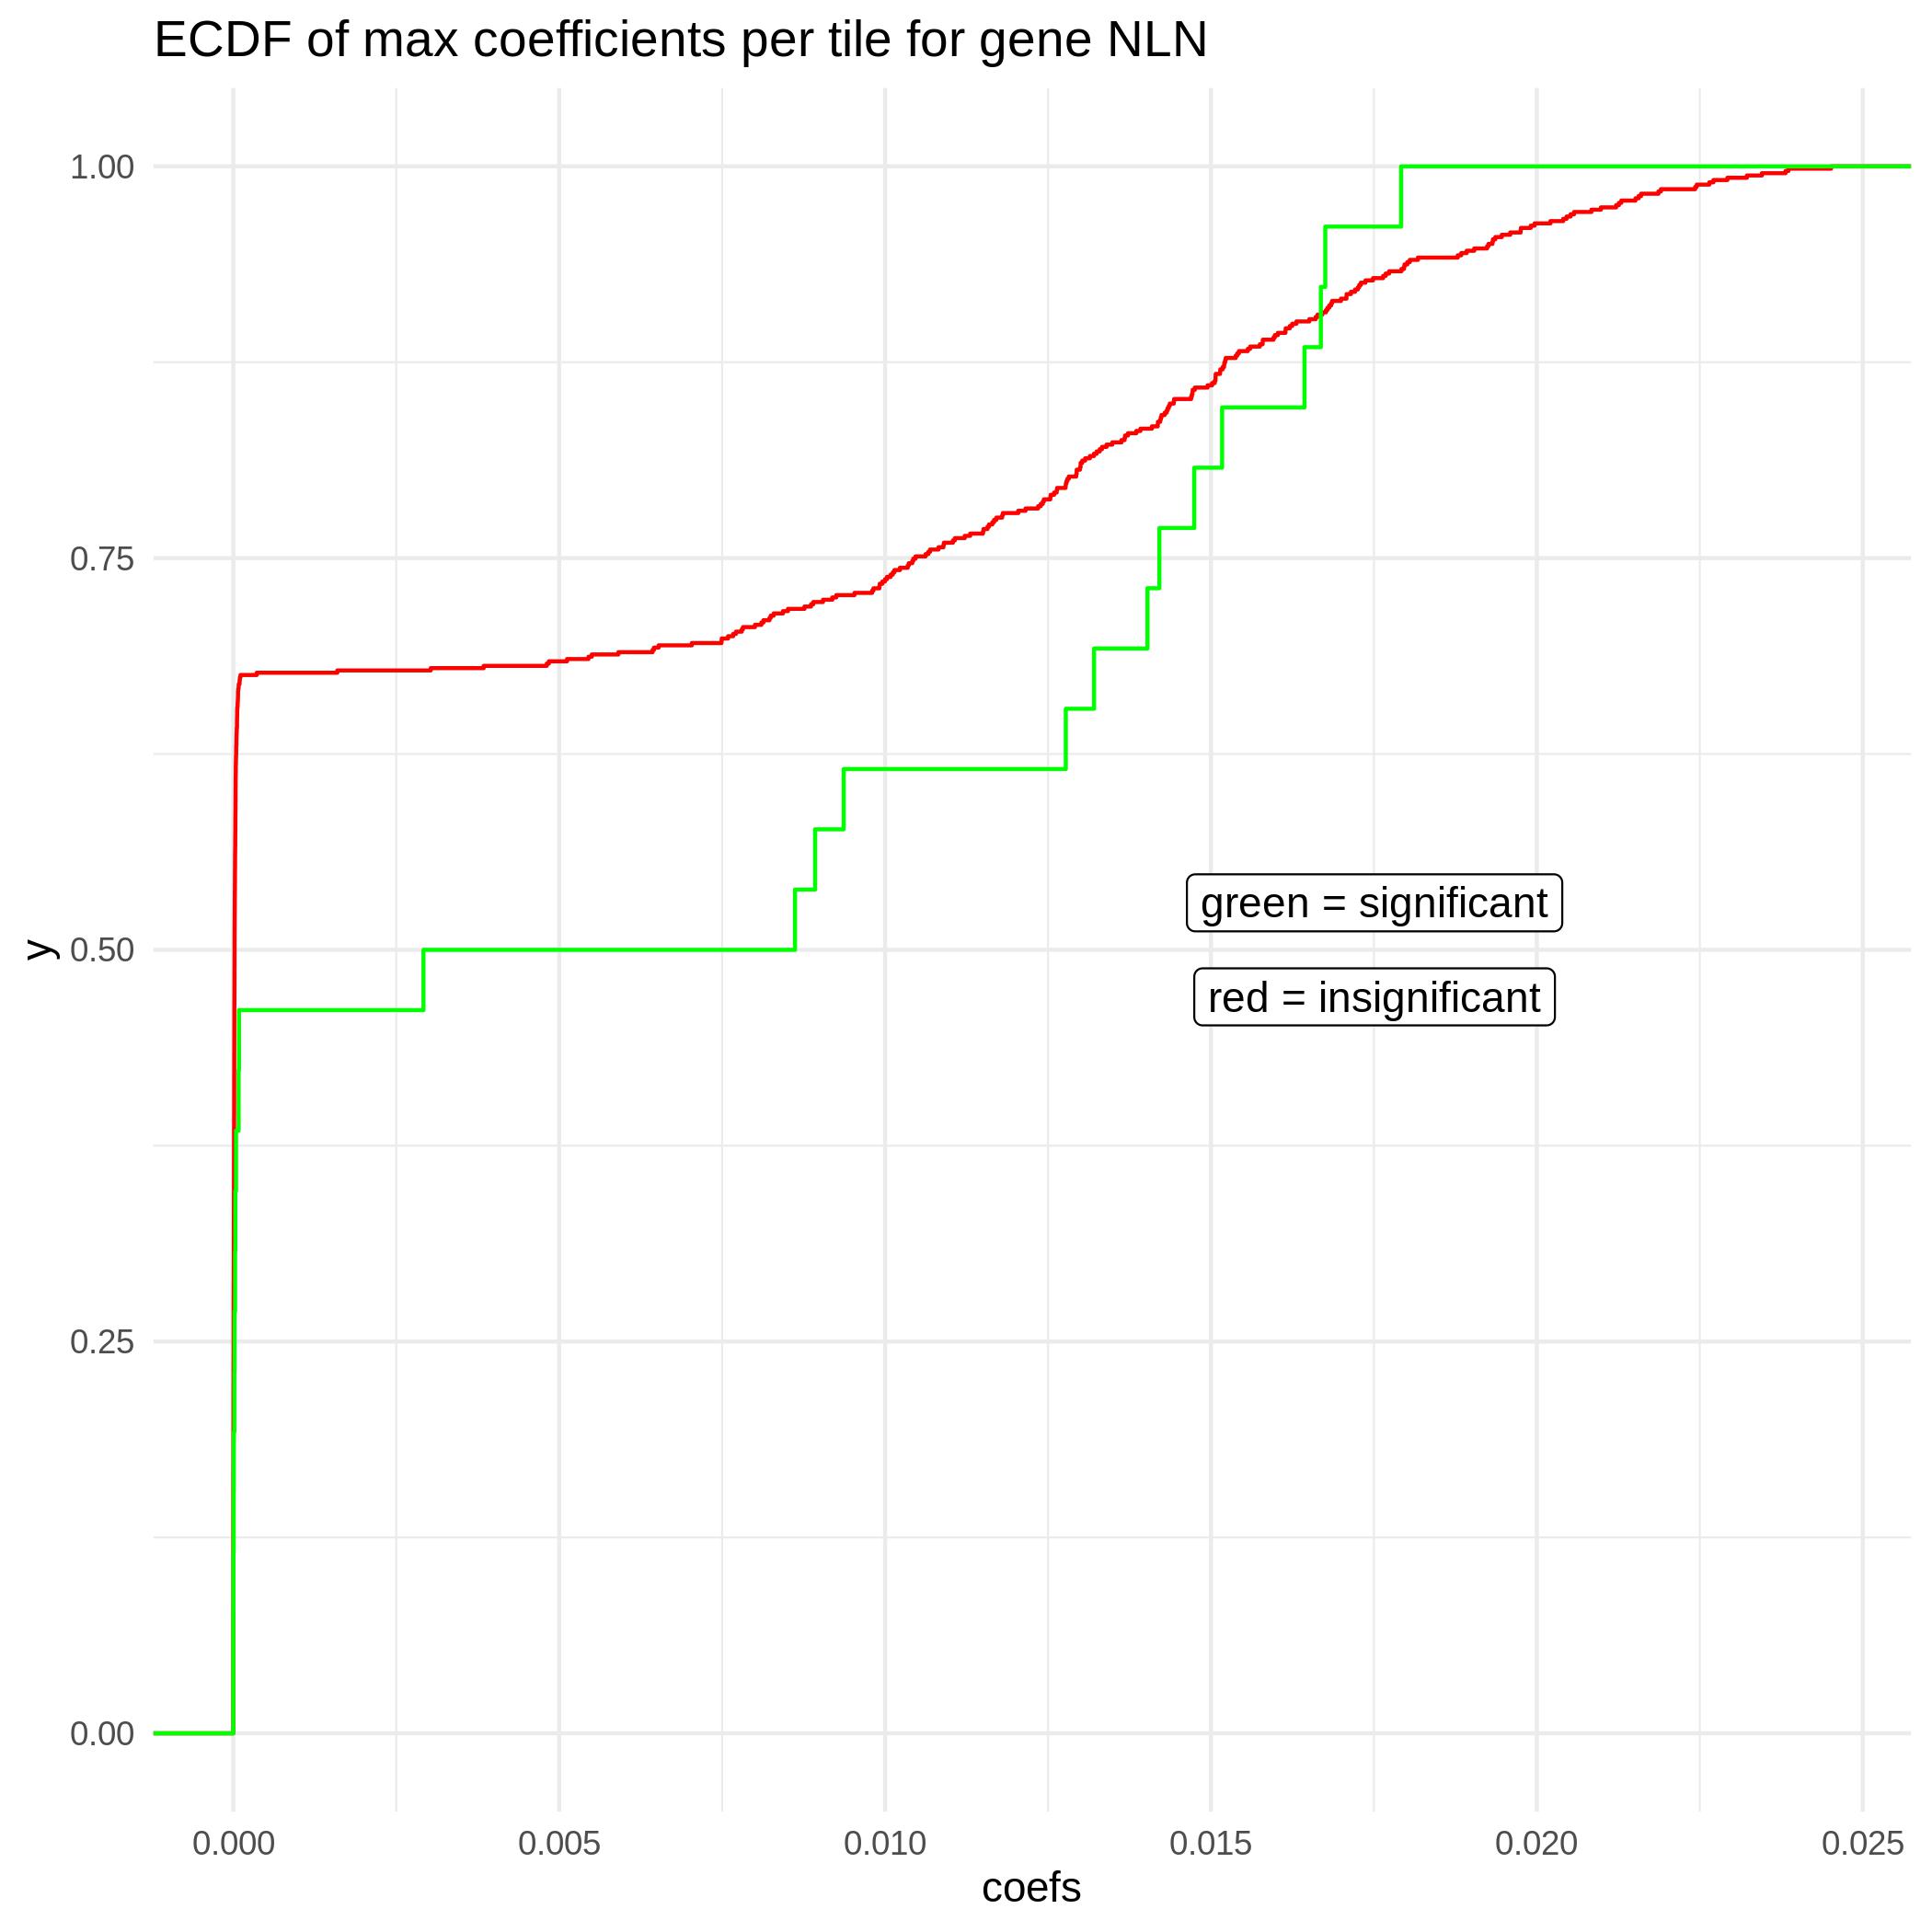 ECDF of max coefficients per tile for gene NLN
1.00
0.75
0.50
0.25
0.00
y
green = significant
red = insignificant
0.000 0.005 0.010 0.015 0.020 0.025
coefs